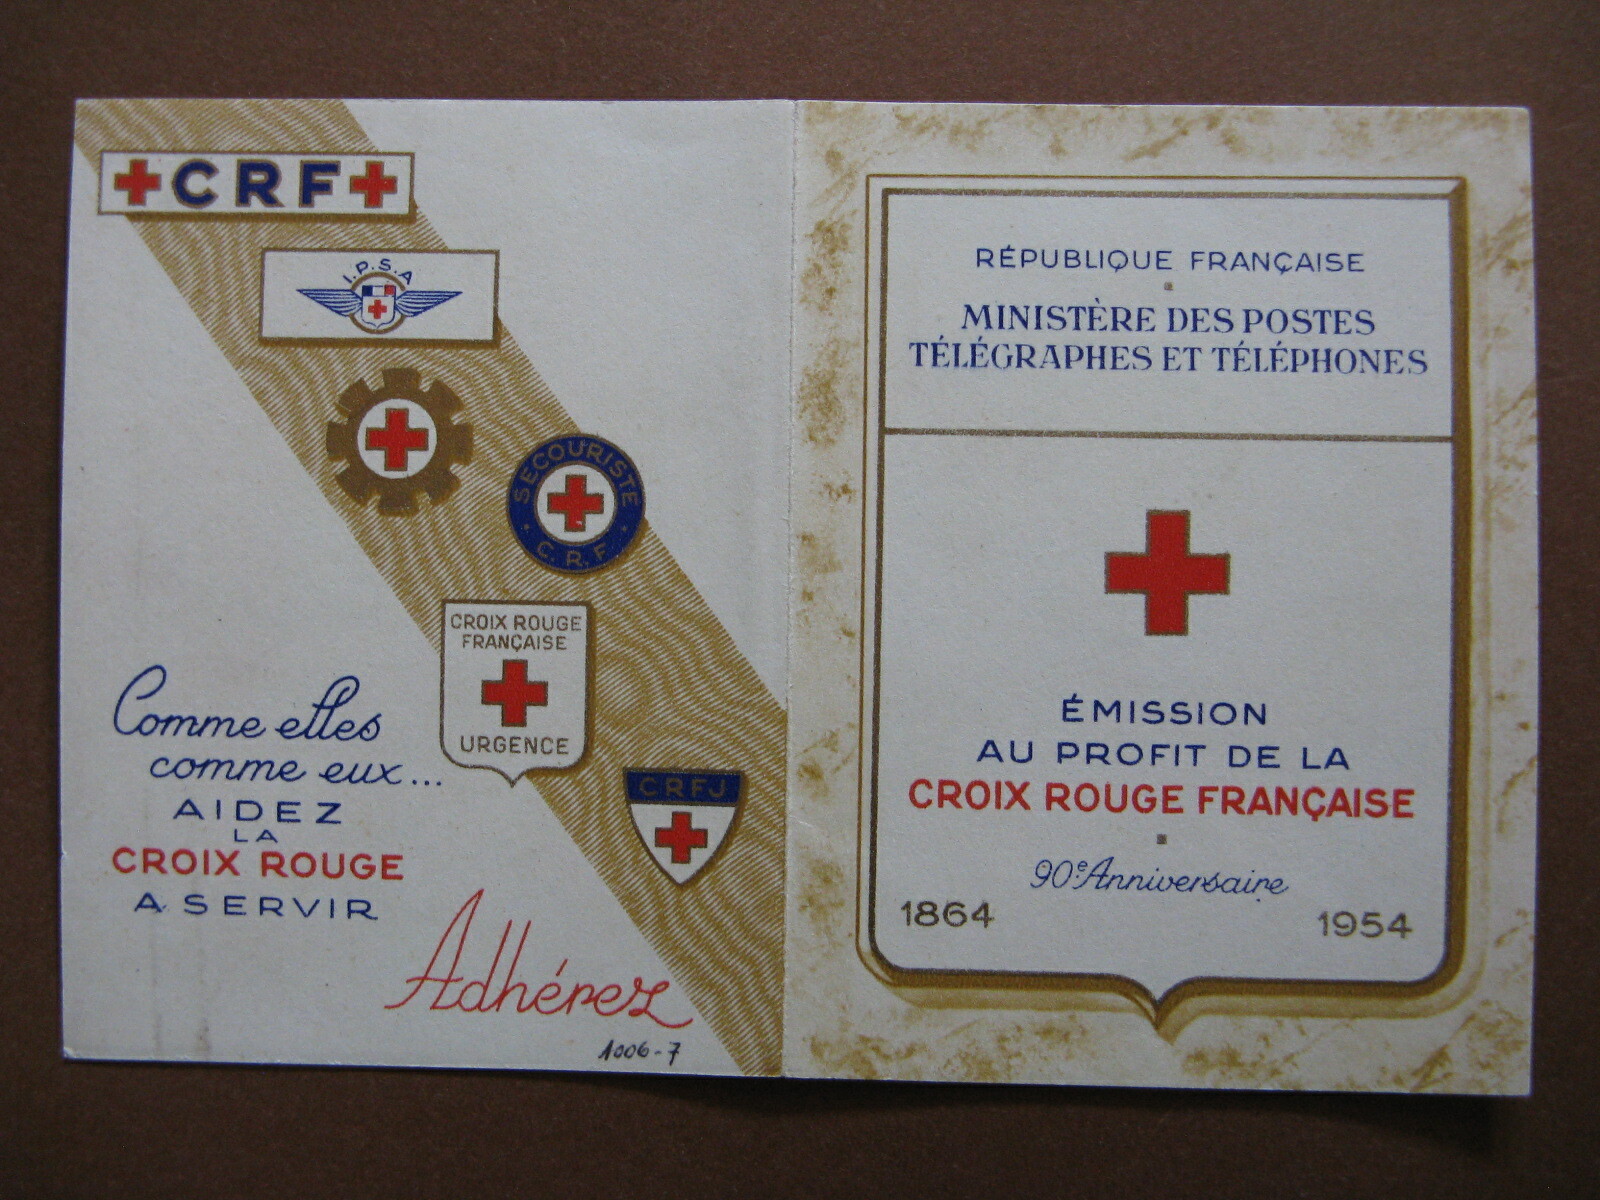 CRF
I.P.S.A
SECOURISTE
C.R.F.
CROIX ROUGE
FRANÇAISE
URGENCE
CRFJ
Comme elles
comme eux...
AIDEZ
LA
CROIX ROUGE
A SERVIR
Adhérez
1006-7
RÉPUBLIQUE FRANÇAISE
MINISTÈRE DES POSTES
TÉLÉGRAPHES ET TÉLÉPHONES
ÉMISSION
AU PROFIT DE LA
CROIX ROUGE FRANÇAISE
90e Anniversaire
1864 1954